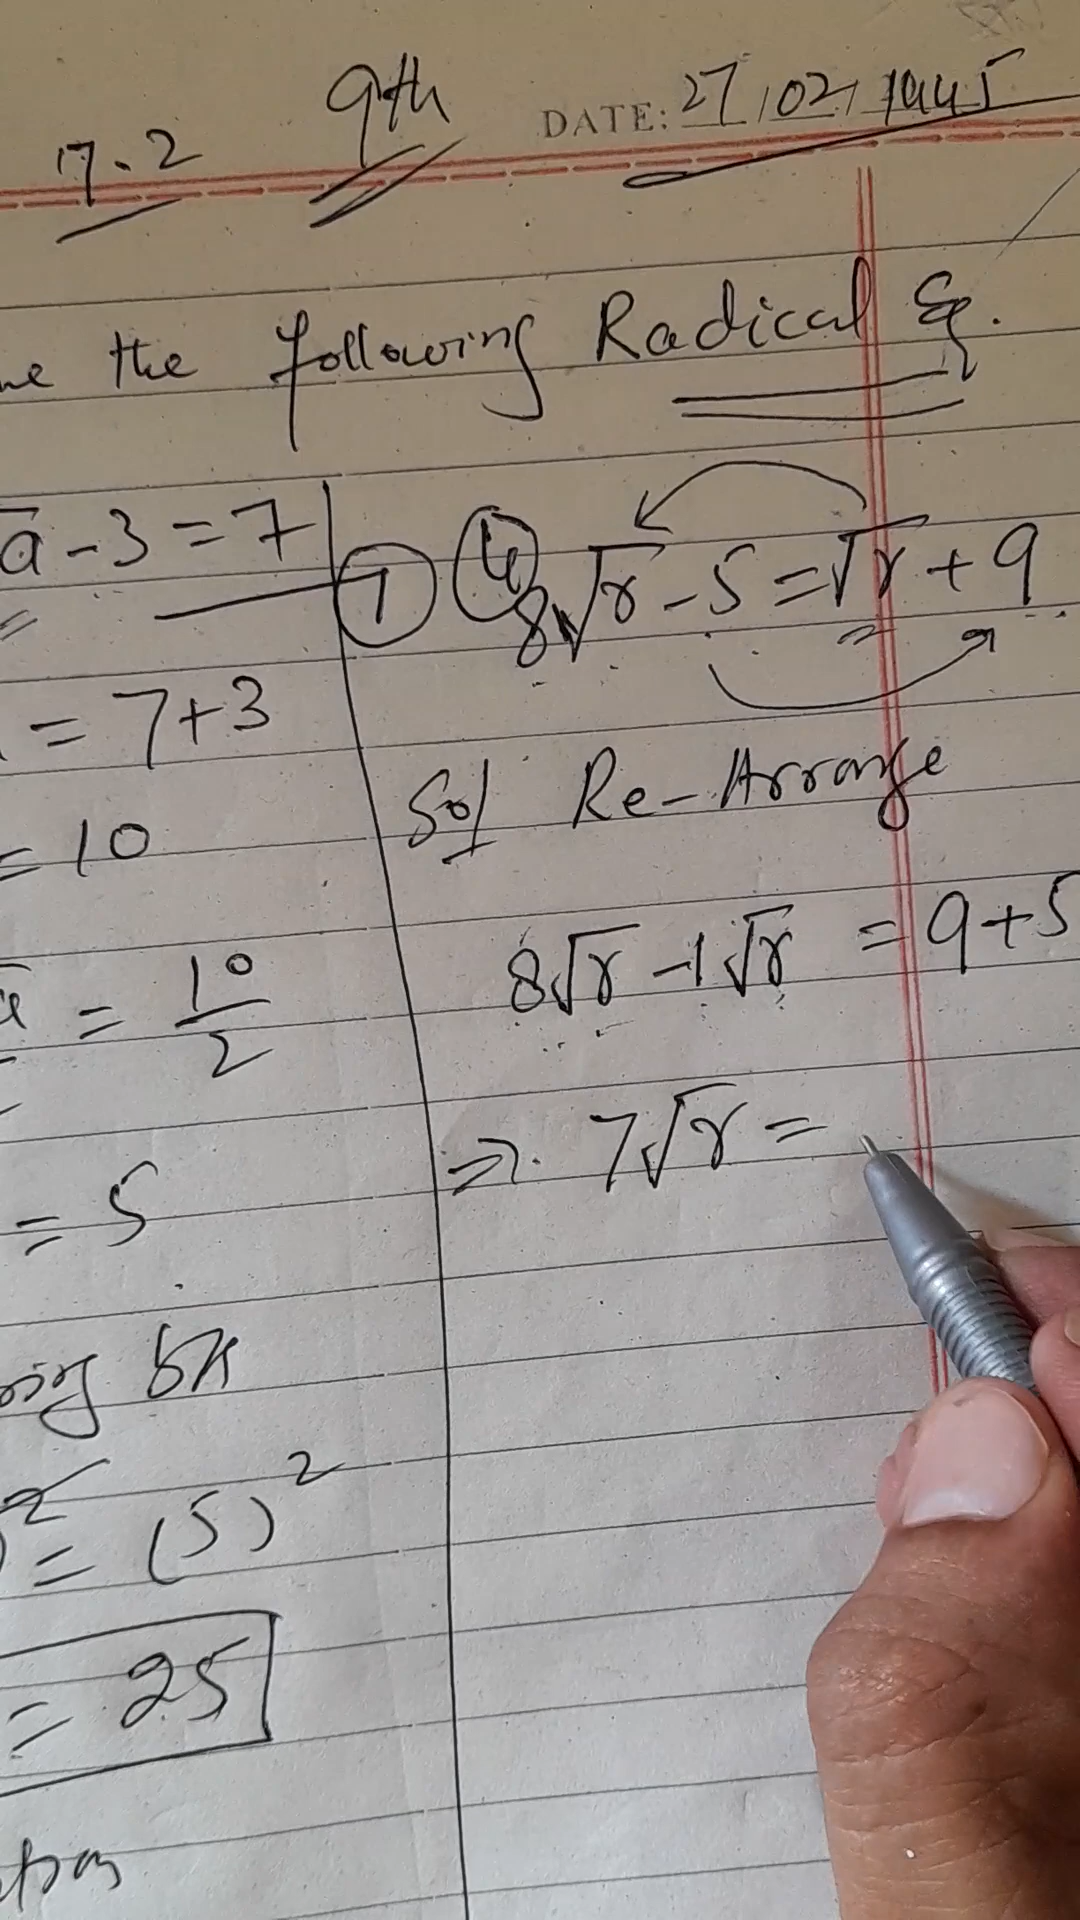 7.2 9th DATE: 27/02/1445
the following Radical Eq.
a - 3 = 7
= 7+3
= 10
= 10/2
= 5
= (5)²
= 25
① ④ 8√r - 5 = √r + 9
Sol Re-Arrange
8√r - 1√r = 9+5
⇒ 7√r =